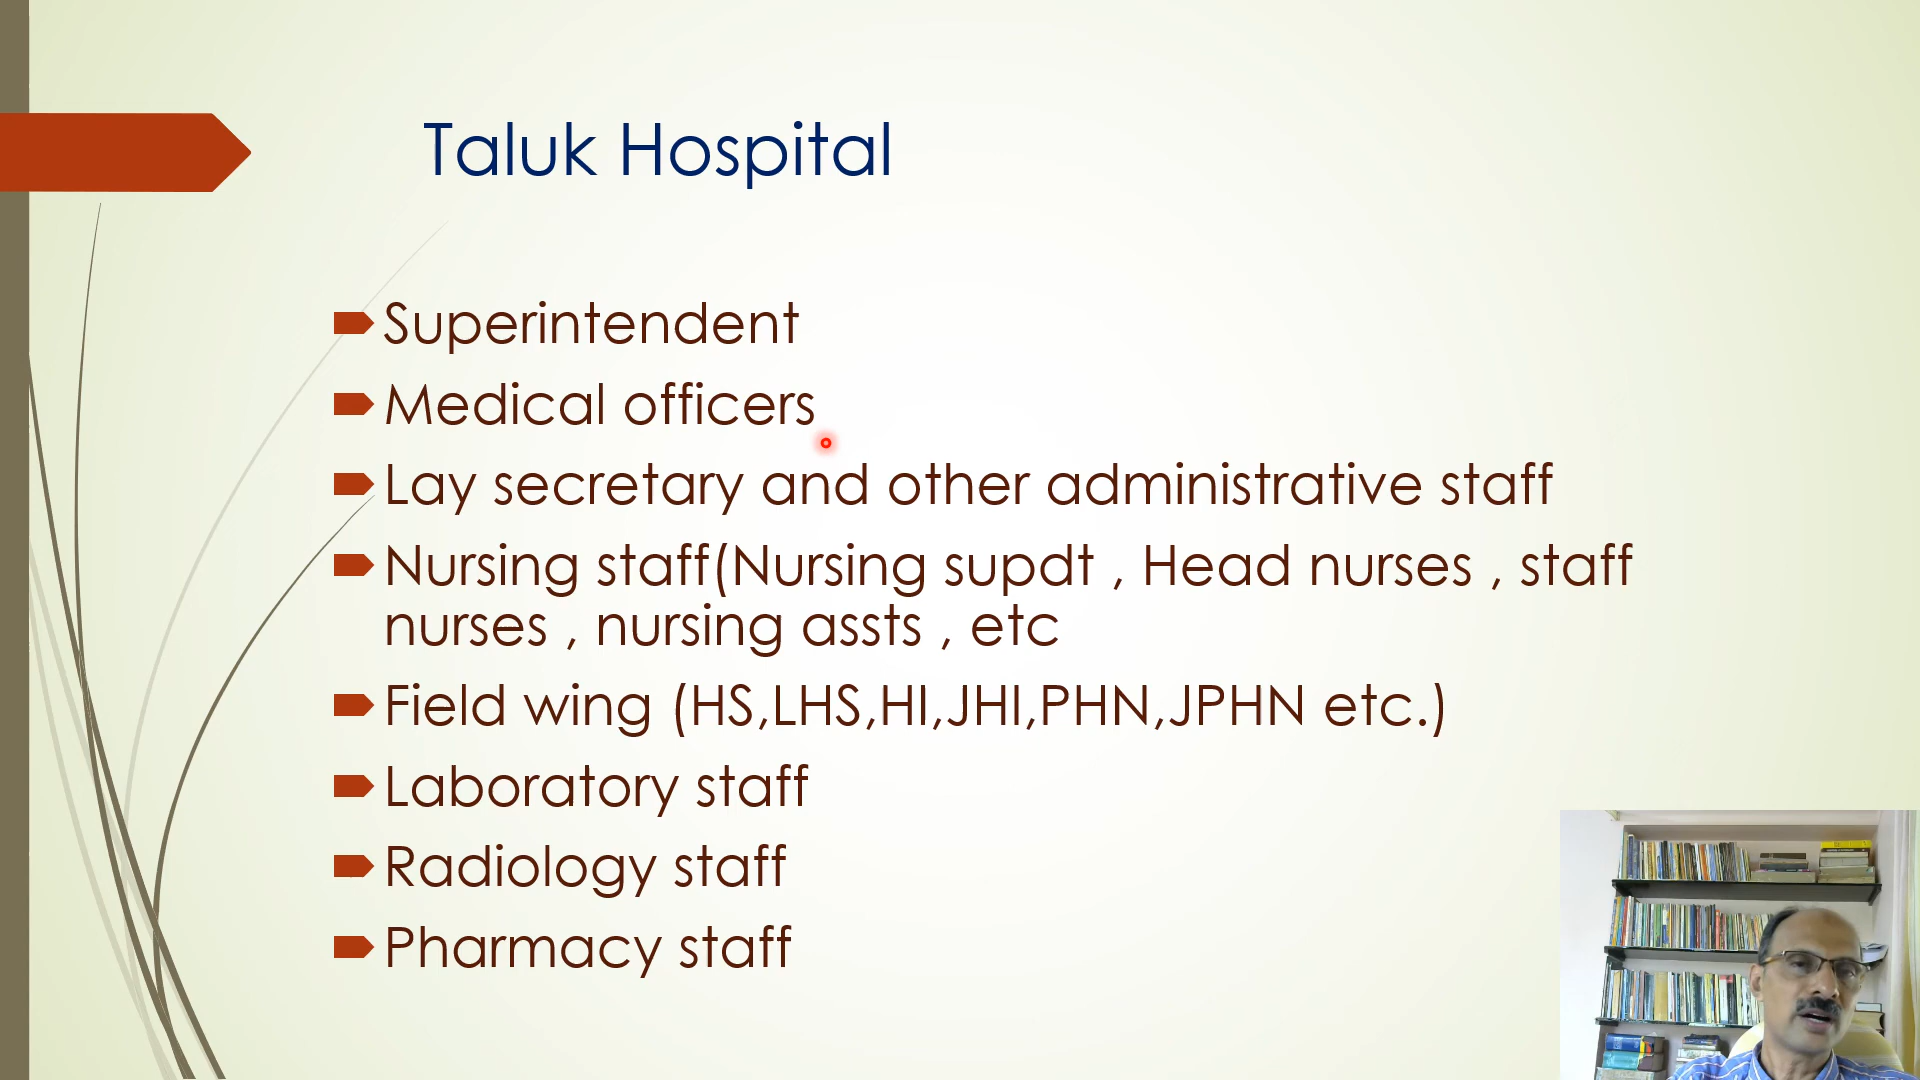 Taluk Hospital
Superintendent
Medical officers
Lay secretary and other administrative staff
Nursing staff(Nursing supdt , Head nurses , staff
nurses , nursing assts , etc
Field wing (HS,LHS,HI,JHI,PHN,JPHN etc.)
Laboratory staff
Radiology staff
Pharmacy staff